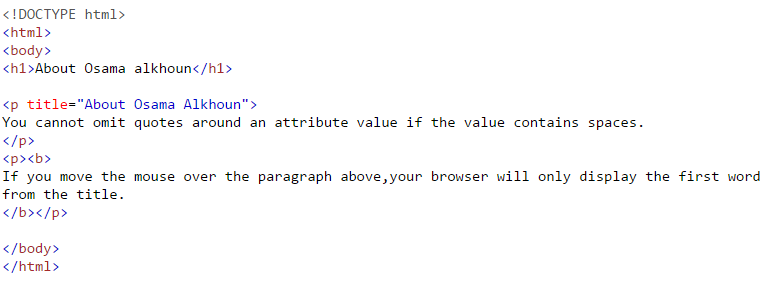 <!DOCTYPE html>
<html>
<body>
<h1>About Osama alkhoun</h1>
<p title="About Osama Alkhoun">
You cannot omit quotes around an attribute value if the value contains spaces.
</p>
<p><b>
If you move the mouse over the paragraph above,your browser will only display the first word
from the title.
</b></p>
</body>
</html>